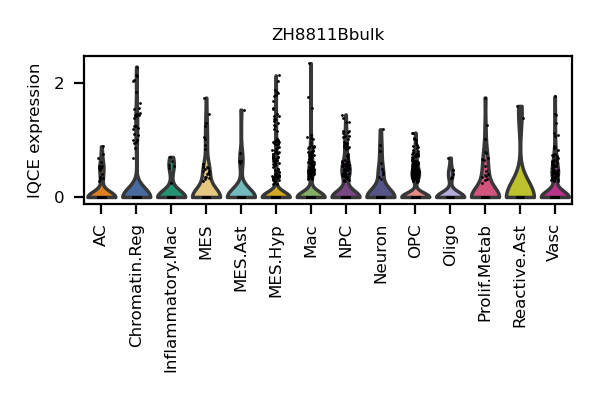 ZH8811Bbulk
IQCE expression
2
0
AC
Chromatin.Reg
Inflammatory.Mac
MES
MES.Ast
MES.Hyp
Mac
NPC
Neuron
OPC
Oligo
Prolif.Metab
Reactive.Ast
Vasc